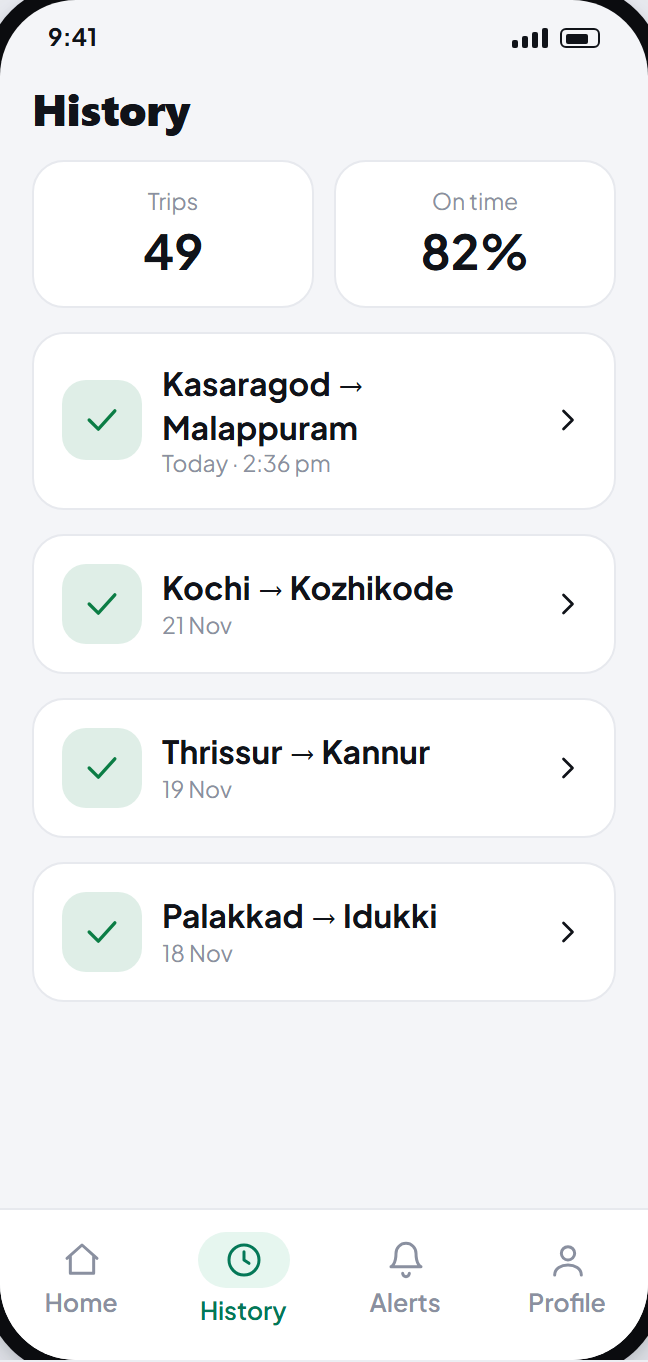 9:41
History
Trips
49
On time
82%
Kasaragod →
Malappuram
Today · 2:36 pm
Kochi → Kozhikode
21 Nov
Thrissur → Kannur
19 Nov
Palakkad → Idukki
18 Nov
Home
History
Alerts
Profile